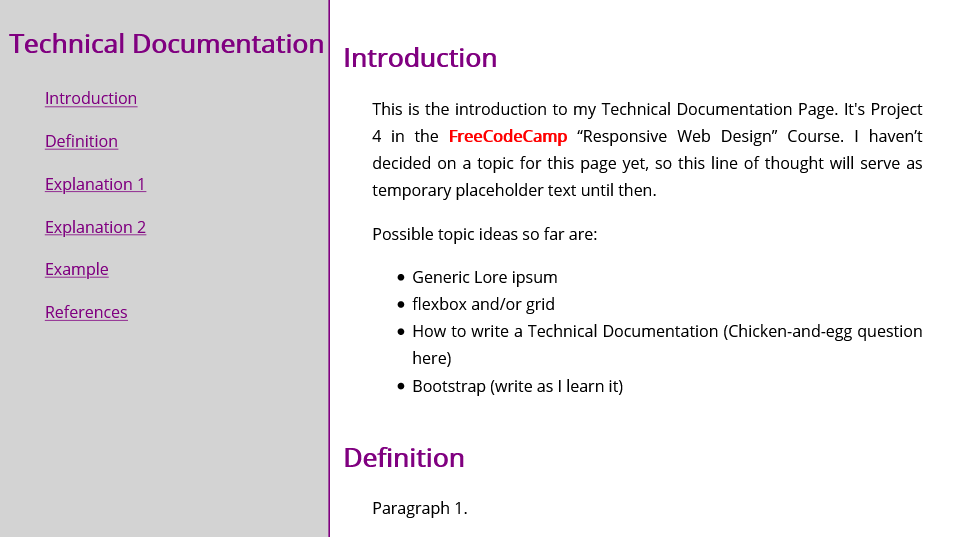 Technical Documentation
Introduction
Definition
Explanation 1
Explanation 2
Example
References
Introduction
This is the introduction to my Technical Documentation Page. It's Project
4 in the FreeCodeCamp “Responsive Web Design” Course. I haven’t
decided on a topic for this page yet, so this line of thought will serve as
temporary placeholder text until then.
Possible topic ideas so far are:
Generic Lore ipsum
flexbox and/or grid
How to write a Technical Documentation (Chicken-and-egg question
here)
Bootstrap (write as I learn it)
Definition
Paragraph 1.